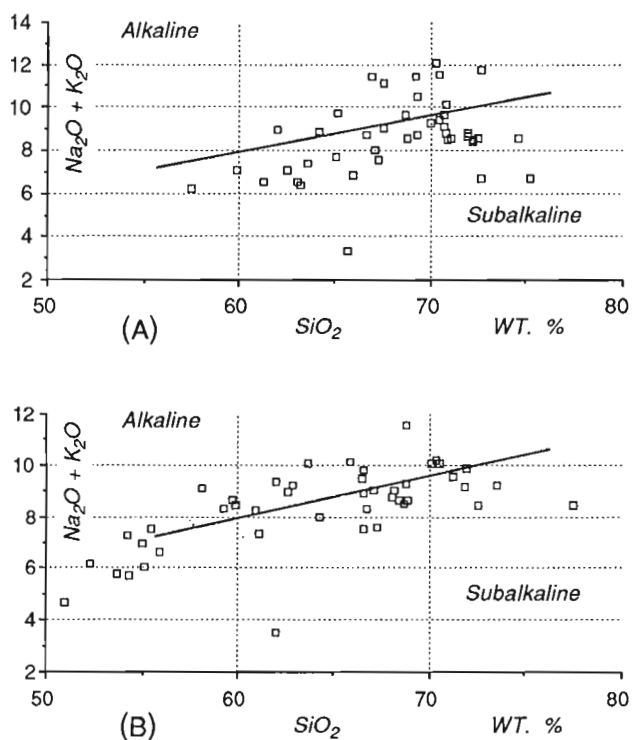 14
12
10
8
6
4
2
Na₂O + K₂O
Alkaline
Subalkaline
50
60
70
80
(A)
SiO₂
WT. %
12
10
8
6
4
2
Na₂O + K₂O
Alkaline
Subalkaline
50
60
70
80
(B)
SiO₂
WT. %